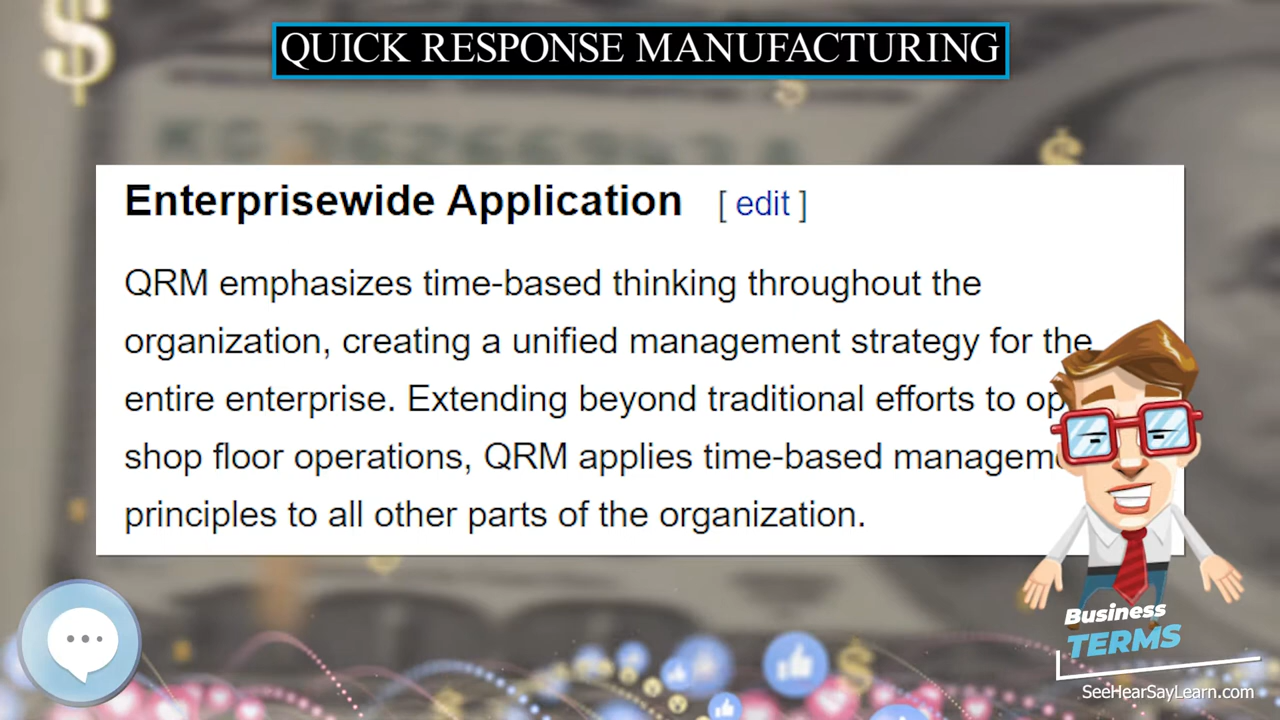 QUICK RESPONSE MANUFACTURING
Enterprisewide Application [ edit ]
QRM emphasizes time-based thinking throughout the
organization, creating a unified management strategy for the
entire enterprise. Extending beyond traditional efforts to
shop floor operations, QRM applies time-based
principles to all other parts of the organization.
Business
TERMS
SeeHearSayLearn.com